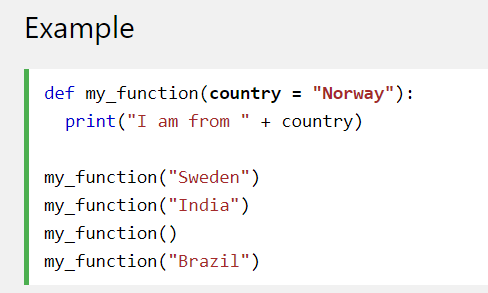 Example
def my_function(country = "Norway"):
  print("I am from " + country)
my_function("Sweden")
my_function("India")
my_function()
my_function("Brazil")